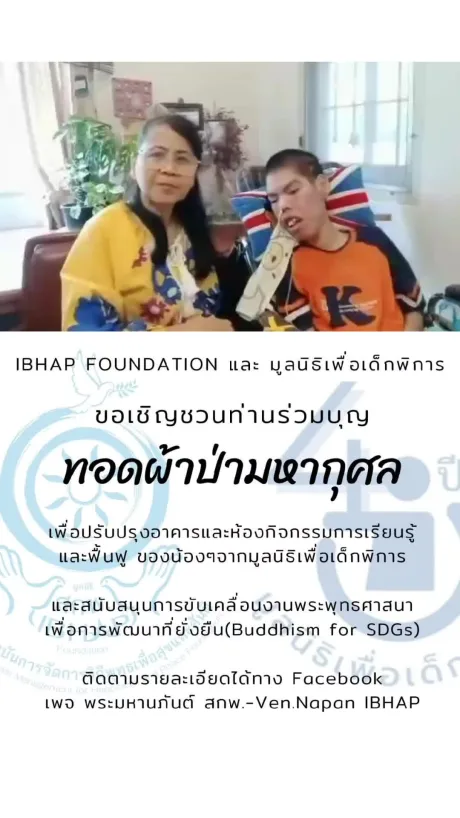 IBHAP FOUNDATION และ มูลนิธิเพื่อเด็กพิการ
ขอเชิญชวนท่านร่วมบุญ
ทอดผ้าป่ามหากุศล
เพื่อปรับปรุงอาคารและห้องกิจกรรมการเรียนรู้
และฟื้นฟู ของน้องๆจากมูลนิธิเพื่อเด็กพิการ
และสนับสนุนการขับเคลื่อนงานพระพุทธศาสนา
เพื่อการพัฒนาที่ยั่งยืน(Buddhism for SDGs)
ติดตามรายละเอียดได้ทาง Facebook
เพจ พระมหานภันต์ สกพ.-Ven.Napan IBHAP